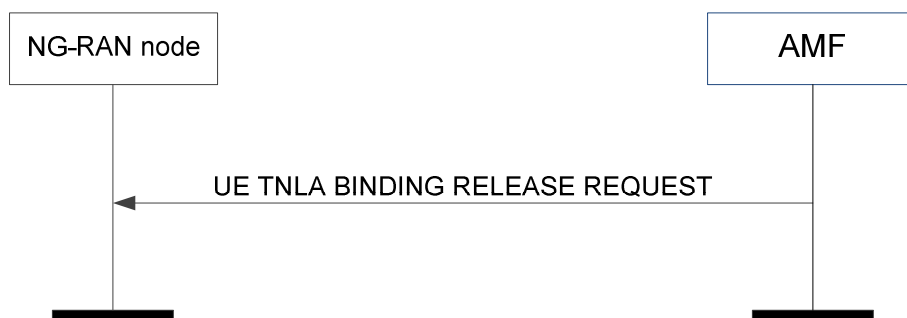 NG-RAN node
AMF
UE TNLA BINDING RELEASE REQUEST